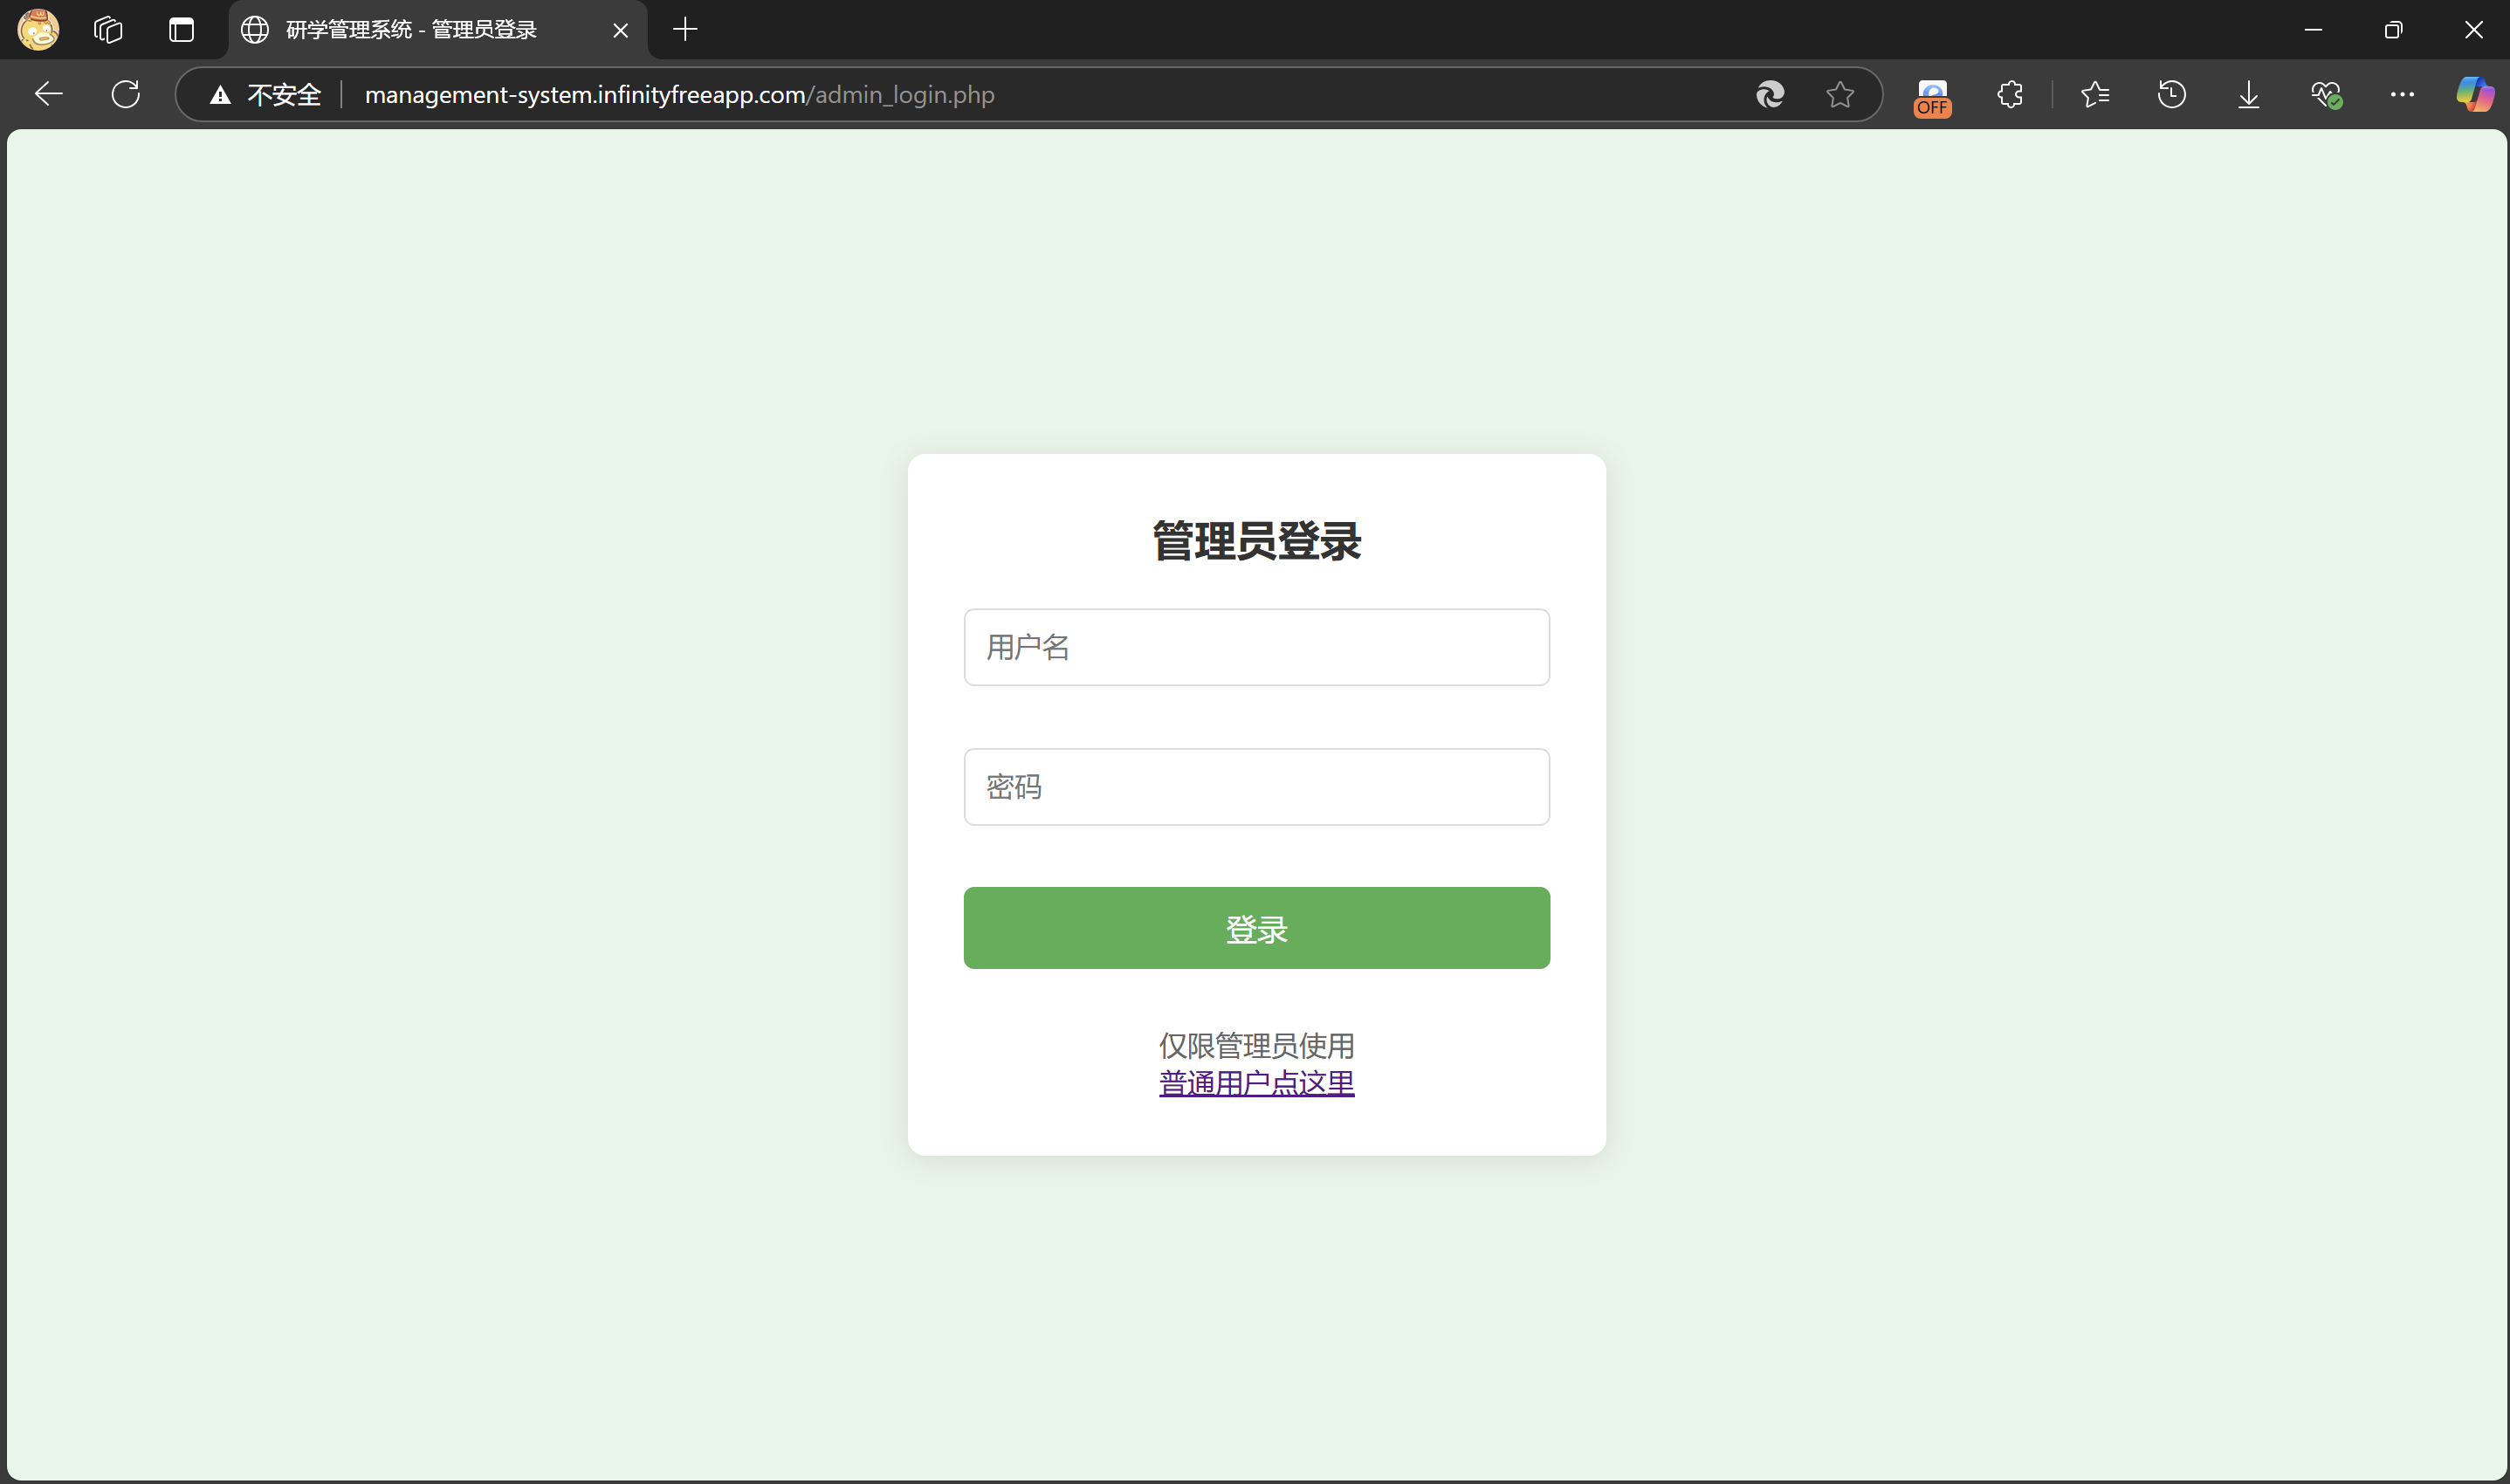 研学管理系统 - 管理员登录
不安全 management-system.infinityfreeapp.com/admin_login.php
OFF
管理员登录
用户名
密码
登录
仅限管理员使用
普通用户点这里